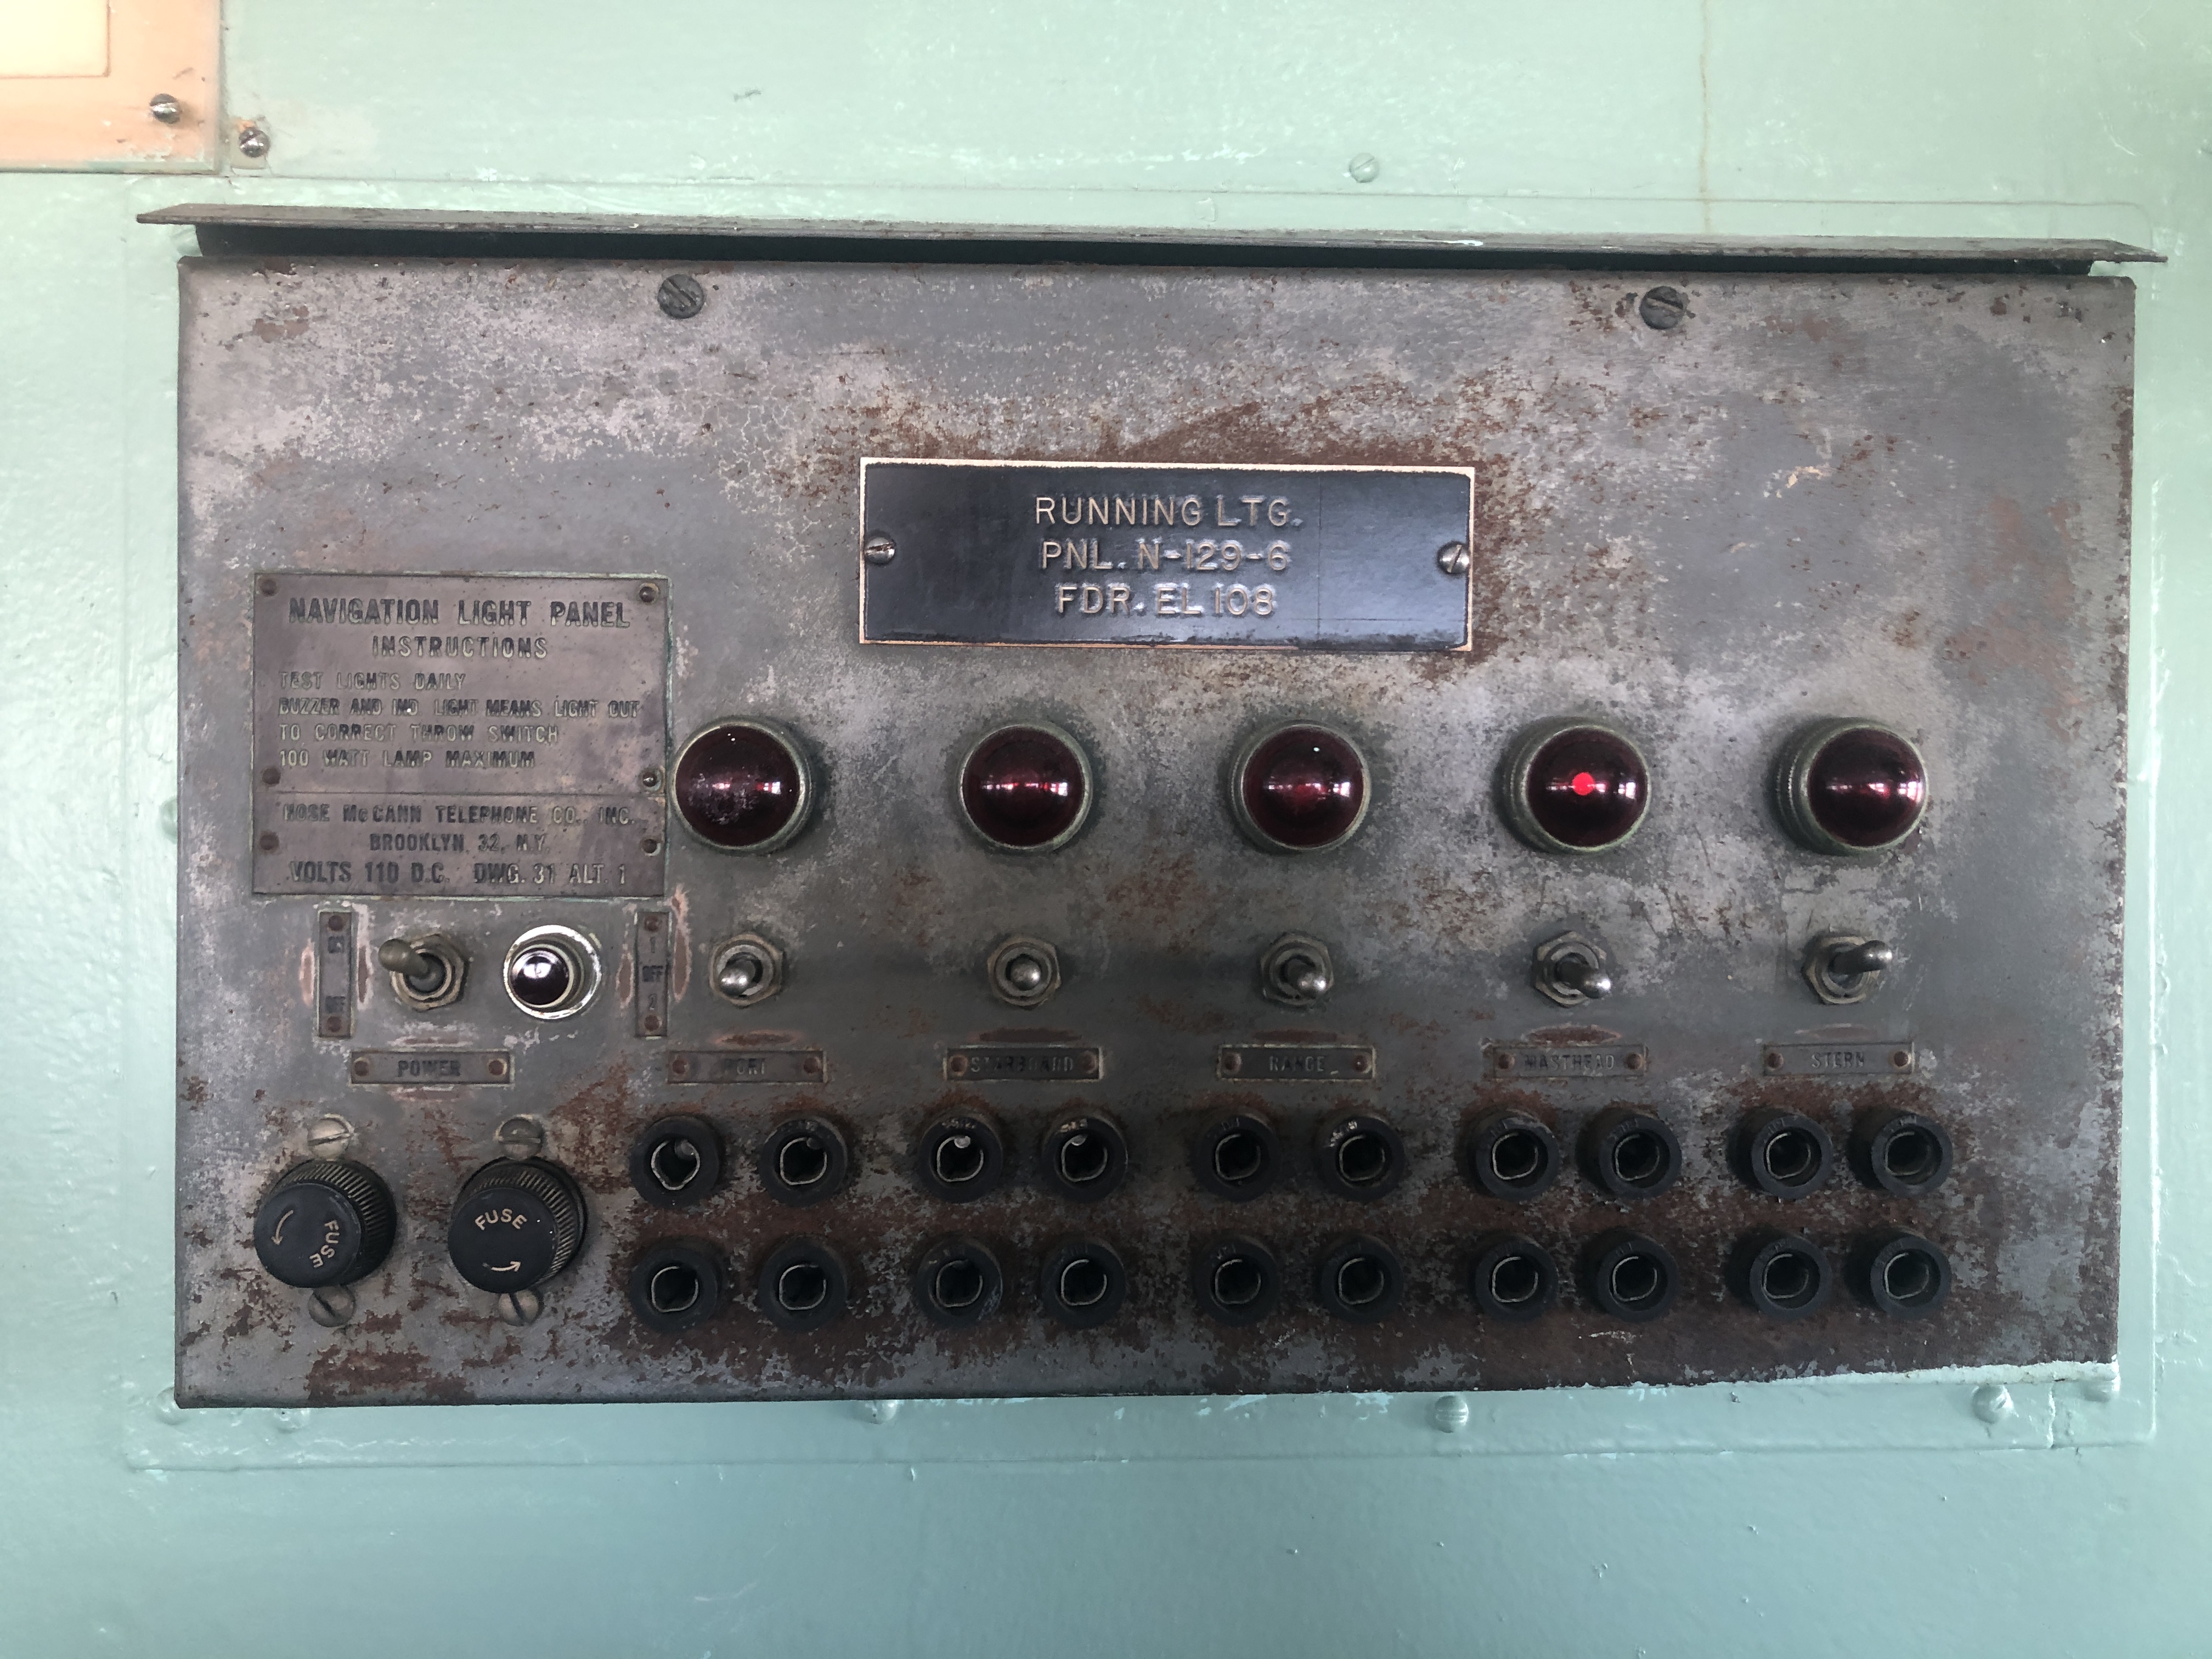 RUNNING LTG.
PNL. N-129-6
FDR. EL 108
NAVIGATION LIGHT PANEL
INSTRUCTIONS
TEST LIGHTS DAILY
BUZZER AND IND. LIGHT MEANS LIGHT OUT
TO CORRECT THROW SWITCH
100 WATT LAMP MAXIMUM
HOSE McCANN TELEPHONE CO., INC.
BROOKLYN 32, N.Y.
VOLTS 110 D.C. DWG. 31 ALT. 1
ON
OFF
1
OFF
2
POWER
PORT
STARBOARD
RANGE
MASTHEAD
STERN
FUSE
FUSE